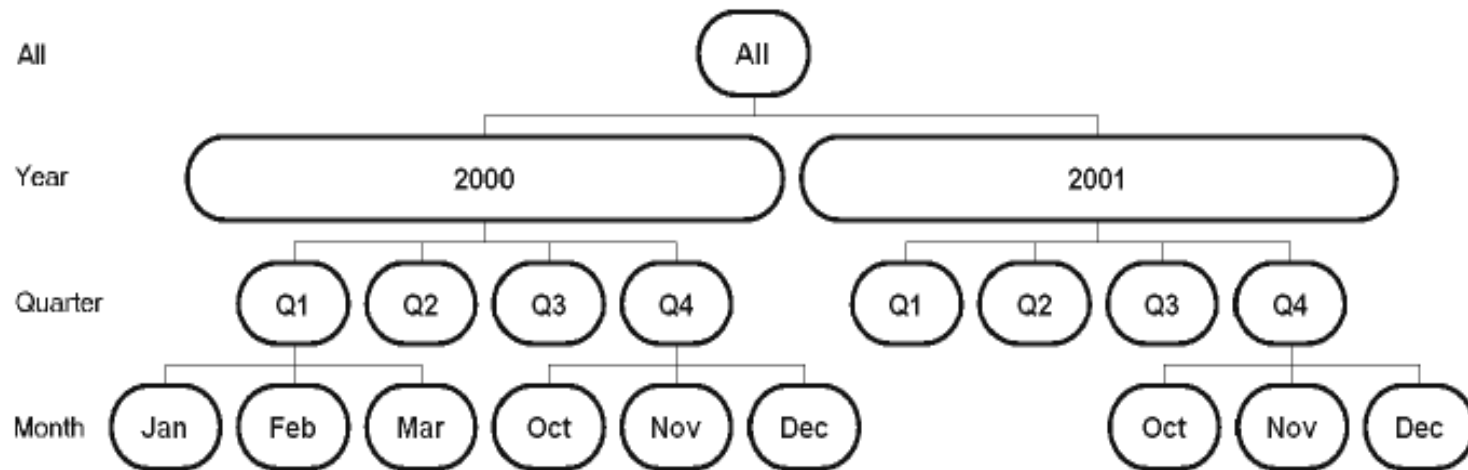 All All
Year 2000 2001
Quarter Q1 Q2 Q3 Q4 Q1 Q2 Q3 Q4
Month Jan Feb Mar Oct Nov Dec Oct Nov Dec